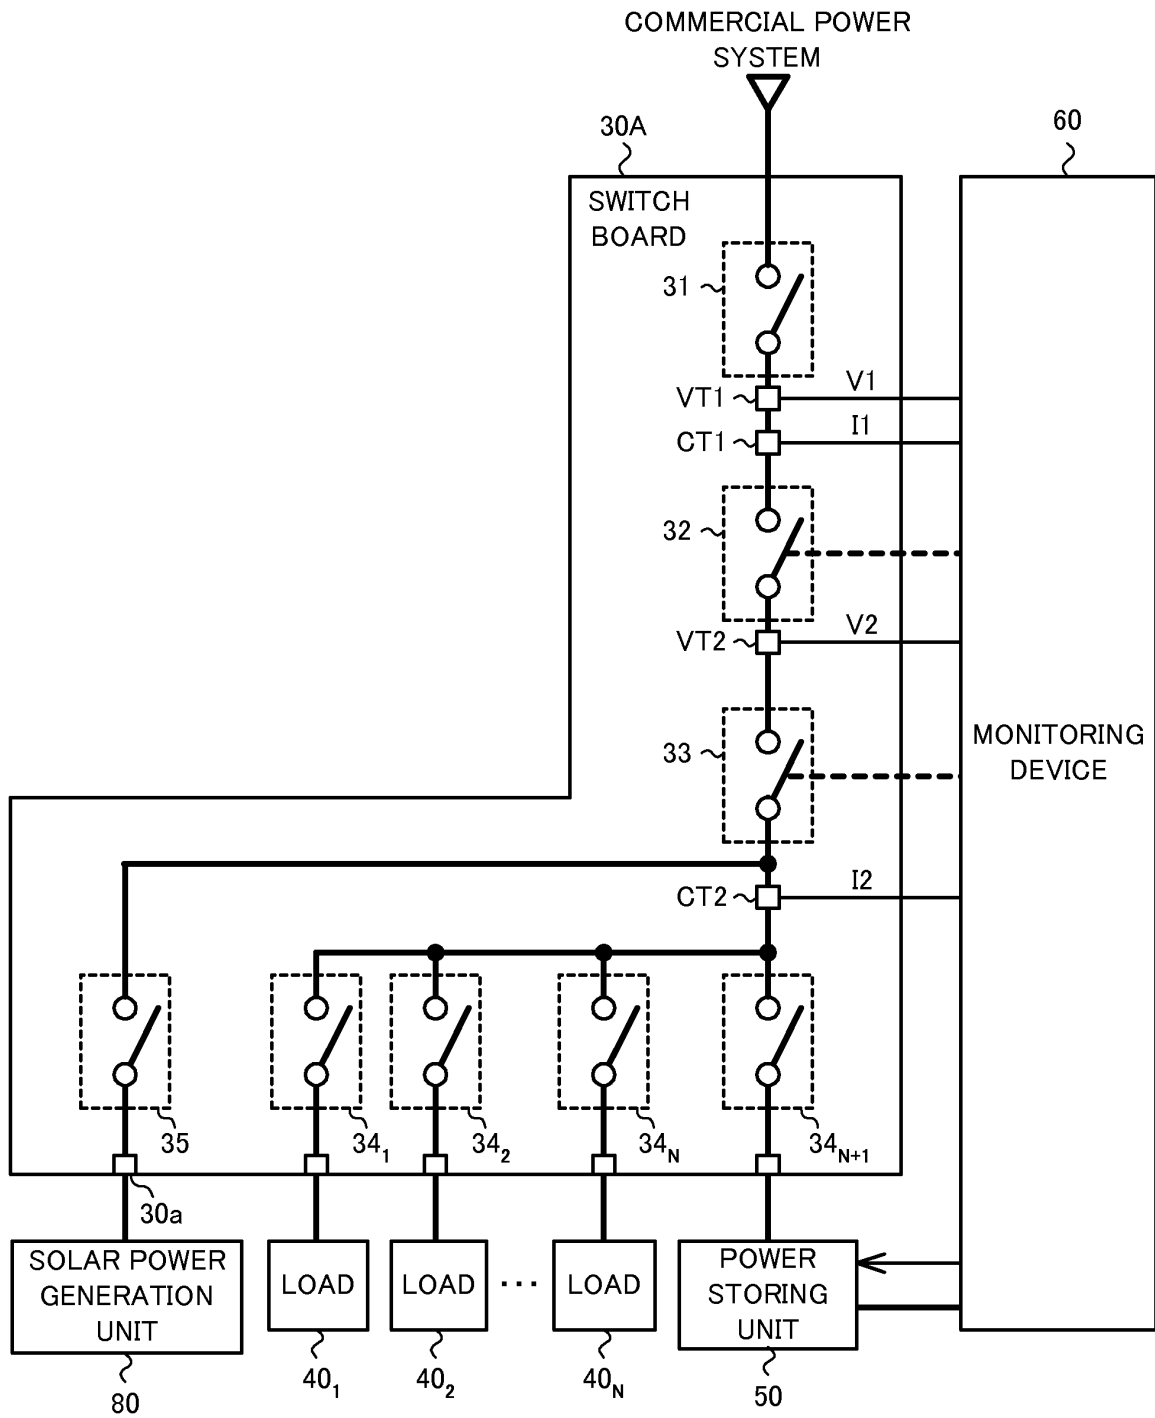 COMMERCIAL POWER
SYSTEM
30A
60
SWITCH
BOARD
31
VT1
V1
CT1
I1
32
VT2
V2
33
MONITORING
DEVICE
CT2
I2
35
34₁
34₂
34N
34N+1
30a
SOLAR POWER
GENERATION
UNIT
LOAD
LOAD
...
LOAD
POWER
STORING
UNIT
80
40₁
40₂
40N
50